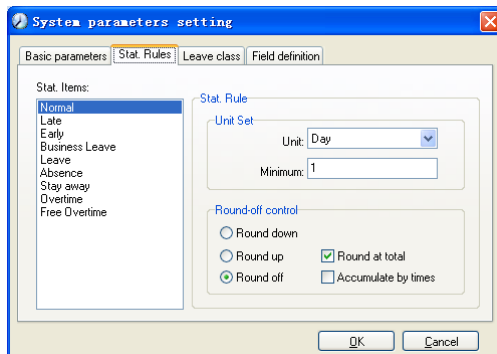 System parameters setting
Basic parameters Stat. Rules Leave class Field definition
Stat. Items:
Normal
Late
Early
Business Leave
Leave
Absence
Stay away
Overtime
Free Overtime
Stat. Rule
Unit Set
Unit: Day
Minimum: 1
Round-off control
Round down
Round up Round at total
Round off Accumulate by times
OK Cancel